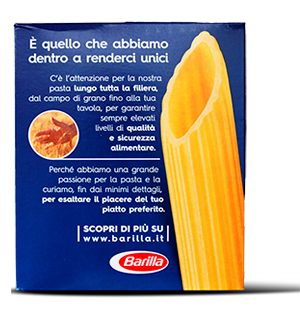 È quello che abbiamo
dentro a renderci unici
C'è l'attenzione per la nostra
pasta lungo tutta la filiera,
dal campo di grano fino alla tua
tavola, per garantire
sempre elevati
livelli di qualità
e sicurezza
alimentare.
Perché abbiamo una grande
passione per la pasta e la
curiamo, fin dai minimi dettagli,
per esaltare il piacere del tuo
piatto preferito.
SCOPRI DI PIÙ SU
www.barilla.it
Barilla